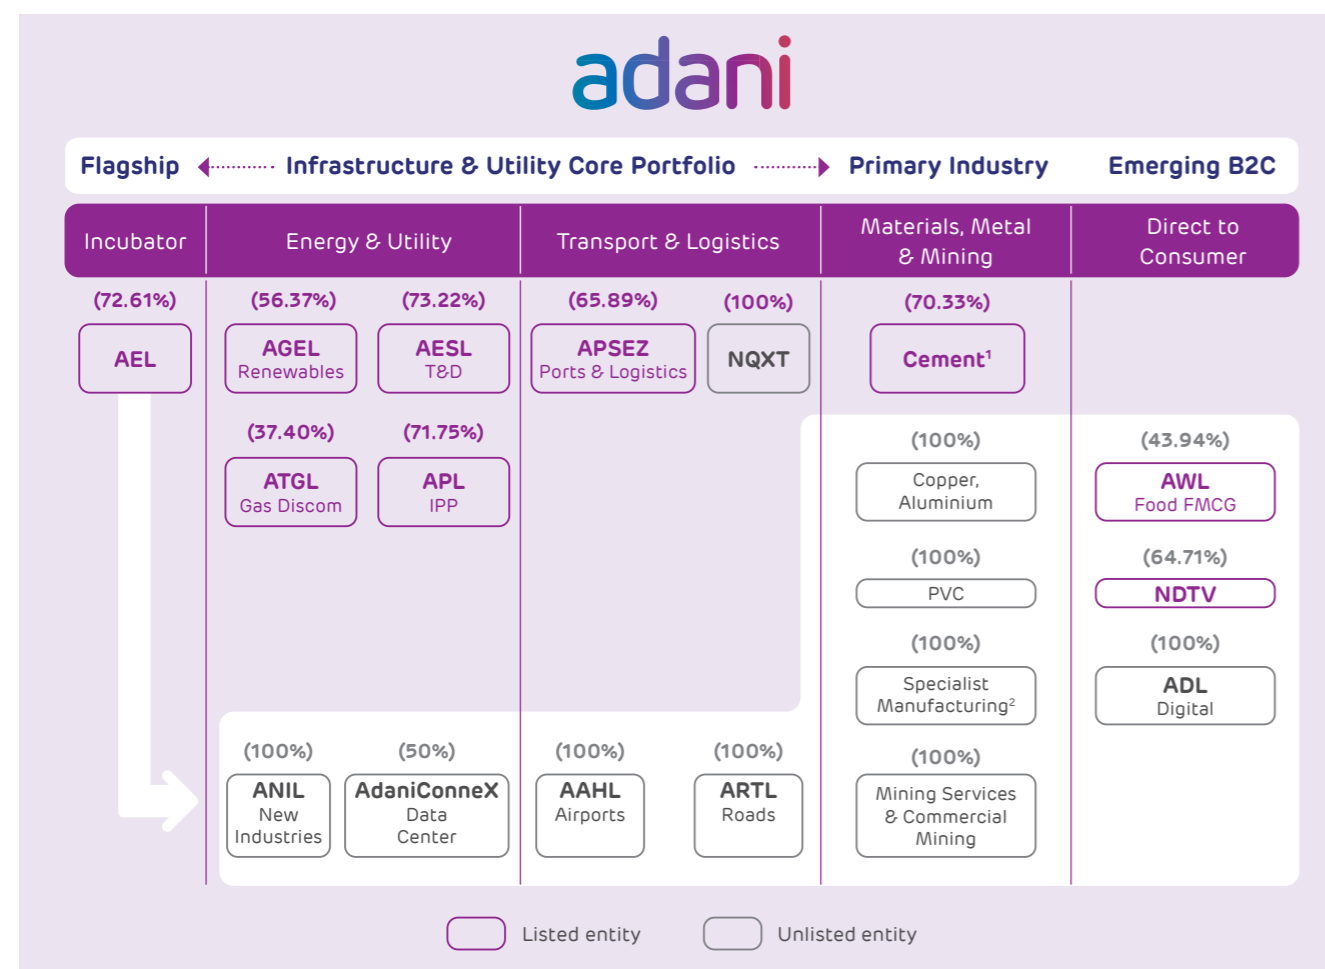 adani
Flagship
Infrastructure & Utility Core Portfolio
Primary Industry
Emerging B2C
Incubator
Energy & Utility
Transport & Logistics
Materials, Metal
& Mining
Direct to
Consumer
(72.61%)
AEL
(56.37%)
AGEL
Renewables
(73.22%)
AESL
T&D
(65.89%)
APSEZ
Ports & Logistics
(100%)
NQXT
(70.33%)
Cement¹
(37.40%)
ATGL
Gas Discom
(71.75%)
APL
IPP
(100%)
Copper,
Aluminium
(43.94%)
AWL
Food FMCG
(100%)
PVC
(64.71%)
NDTV
(100%)
Specialist
Manufacturing²
(100%)
ADL
Digital
(100%)
ANIL
New
Industries
(50%)
AdaniConneX
Data
Center
(100%)
AAHL
Airports
(100%)
ARTL
Roads
(100%)
Mining Services
& Commercial
Mining
Listed entity
Unlisted entity